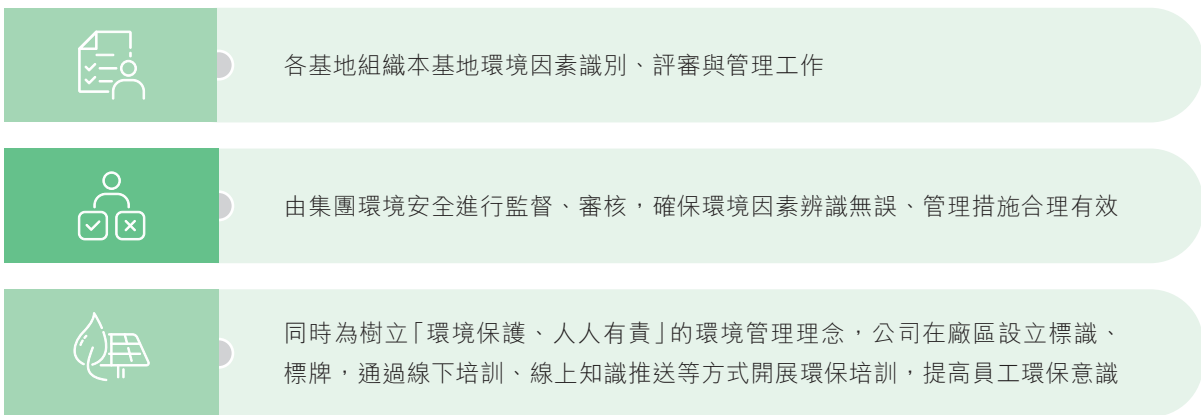 各基地組織本基地環境因素識別、評審與管理工作
由集團環境安全進行監督、審核，確保環境因素辨識無誤、管理措施合理有效
同時為樹立「環境保護、人人有責」的環境管理理念，公司在廠區設立標識、
標牌，通過線下培訓、線上知識推送等方式開展環保培訓，提高員工環保意識